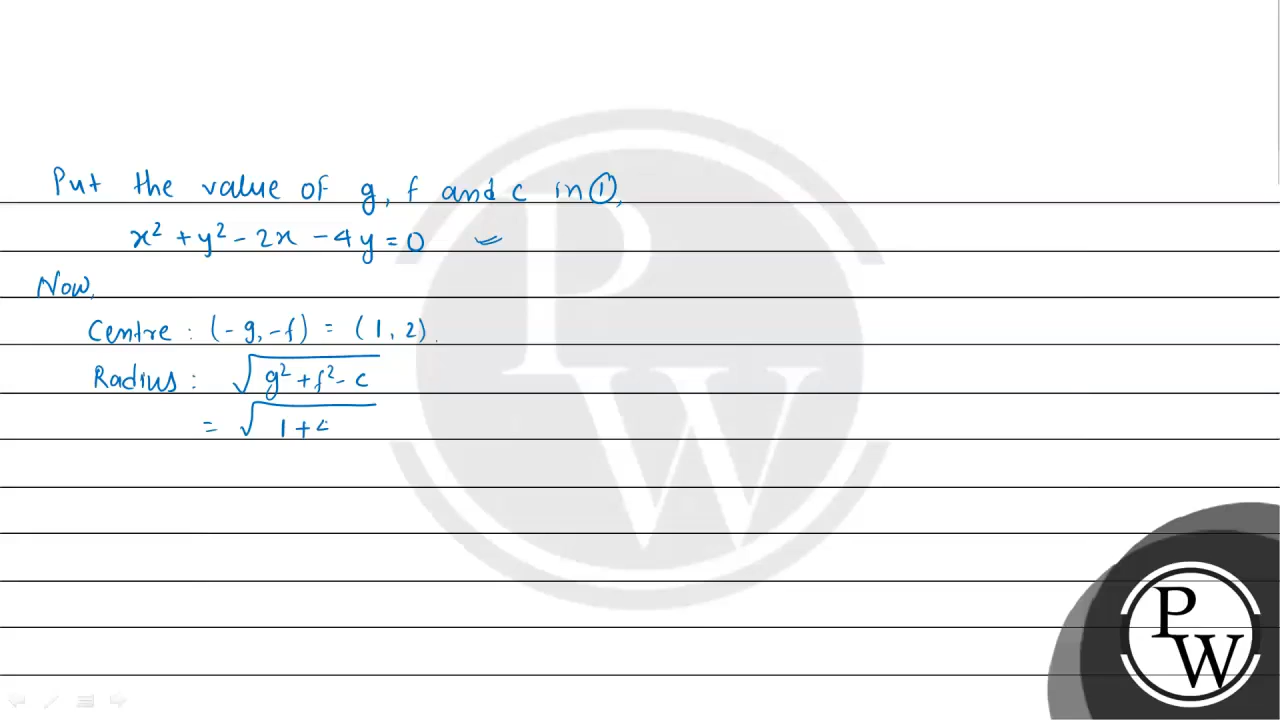 Put the value of g, f and c in ①,
x² + y² - 2x - 4y = 0
Now,
Centre : (-g, -f) = (1, 2).
Radius : √(g² + f² - c)
= √(1 +
P
W
P
W